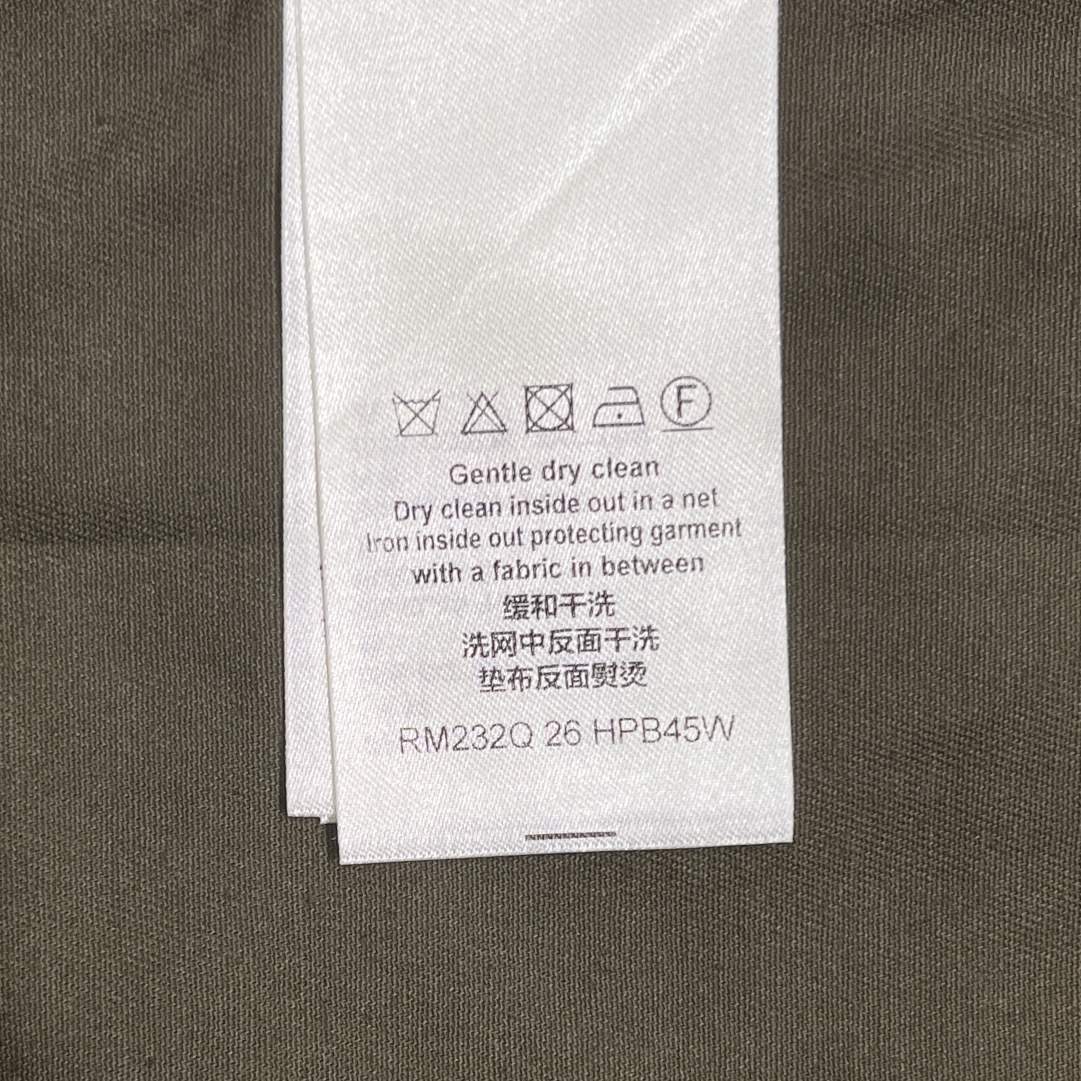 F
Gentle dry clean
Dry clean inside out in a net
Iron inside out protecting garment
with a fabric in between
缓和干洗
洗网中反面干洗
垫布反面熨烫
RM232Q 26 HPB45W